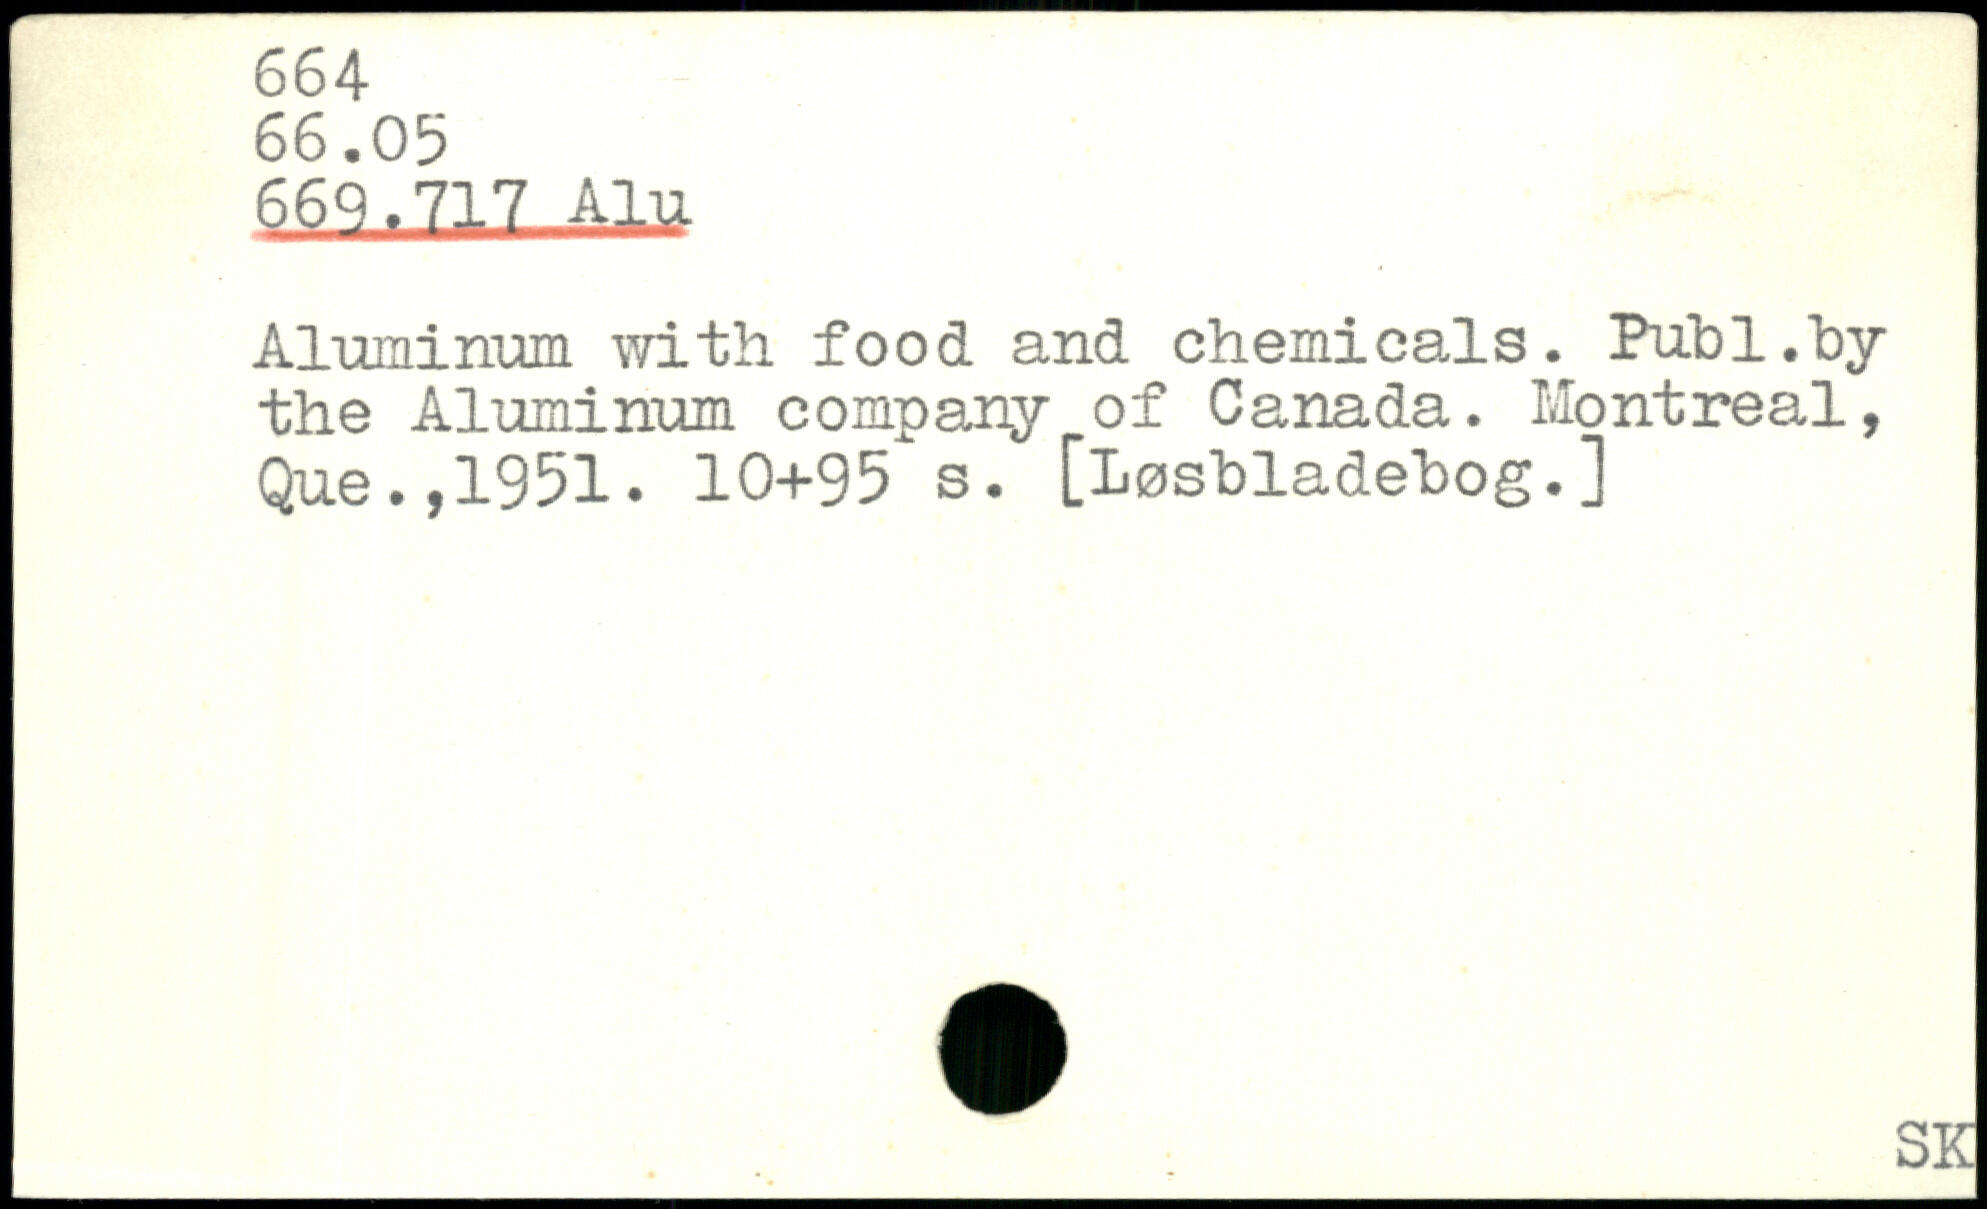 664
66.05
669.717 Alu
Aluminum with food and chemicals. Publ.by
the Aluminum company of Canada. Montreal,
Que.,1951. 10+95 s. [Løsbladebog.]
SK